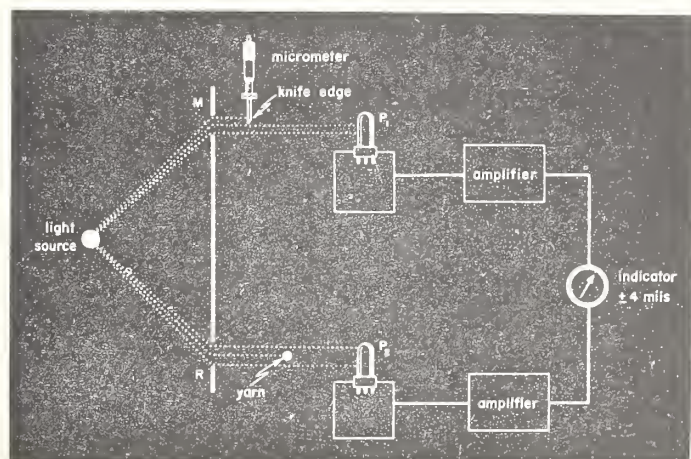 micrometer
M
knife edge
P1
amplifier
light
source
indicator
±4 mils
R
yarn
P2
amplifier